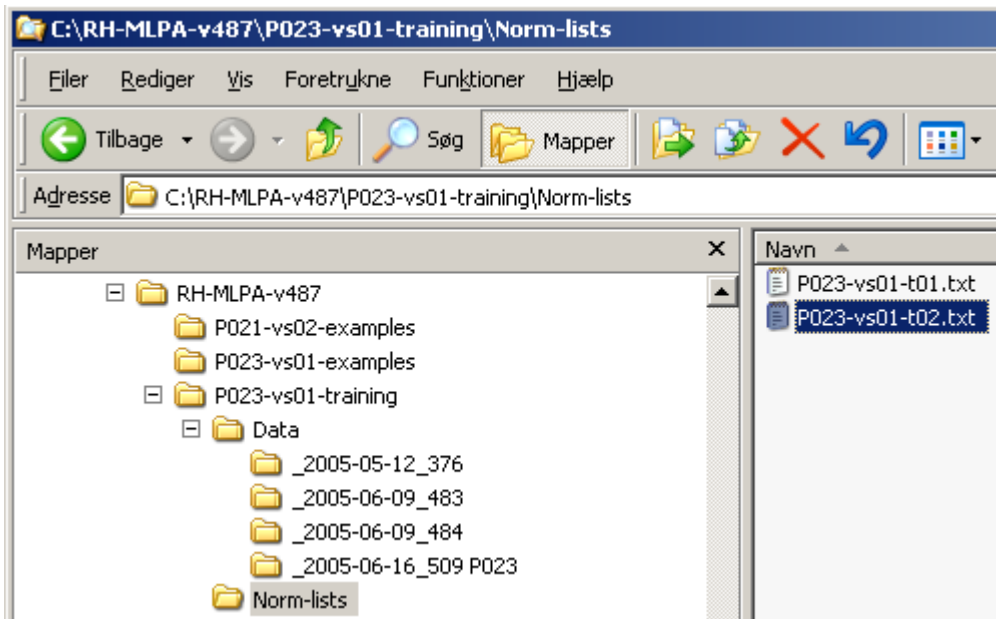 C:\RH-MLPA-v487\P023-vs01-training\Norm-lists
Filer Rediger Vis Foretrukne Funktioner Hjælp
Tilbage Søg Mapper
Adresse C:\RH-MLPA-v487\P023-vs01-training\Norm-lists
Mapper
RH-MLPA-v487
P021-vs02-examples
P023-vs01-examples
P023-vs01-training
Data
_2005-05-12_376
_2005-06-09_483
_2005-06-09_484
_2005-06-16_509 P023
Norm-lists
Navn
P023-vs01-t01.txt
P023-vs01-t02.txt